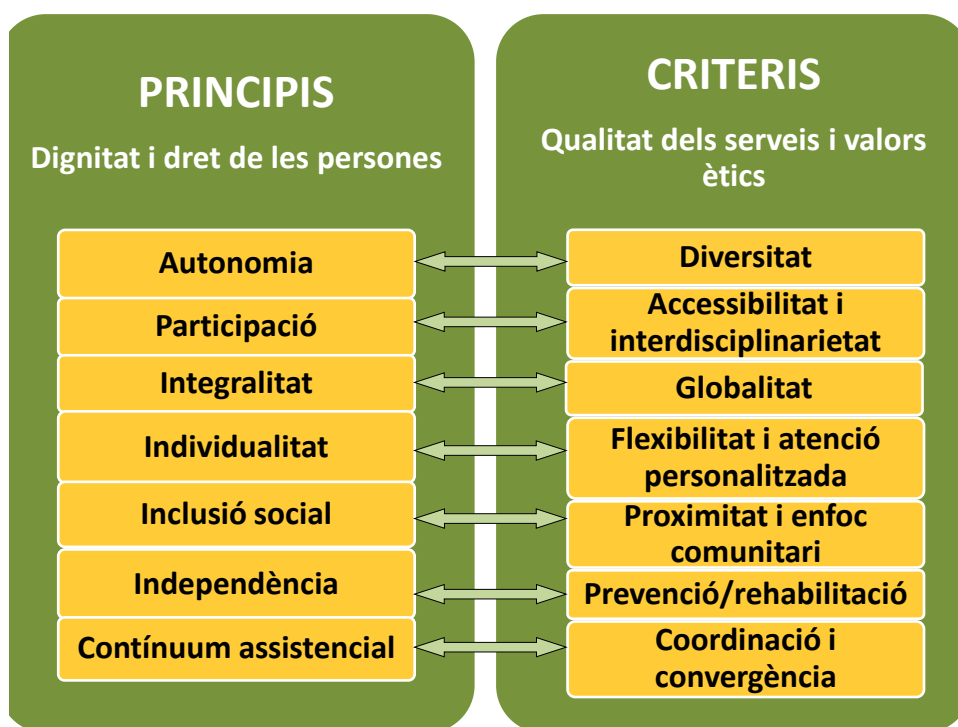 PRINCIPIS
Dignitat i dret de les persones
Autonomia
Participació
Integralitat
Individualitat
Inclusió social
Independència
Contínuum assistencial
CRITERIS
Qualitat dels serveis i valors
ètics
Diversitat
Accessibilitat i
interdisciplinarietat
Globalitat
Flexibilitat i atenció
personalitzada
Proximitat i enfoc
comunitari
Prevenció/rehabilitació
Coordinació i
convergència